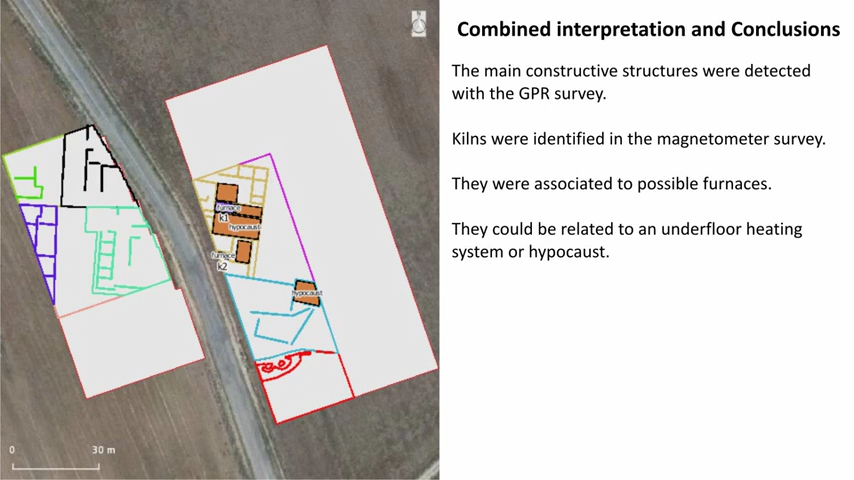 Combined interpretation and Conclusions
The main constructive structures were detected
with the GPR survey.
Kilns were identified in the magnetometer survey.
They were associated to possible furnaces.
They could be related to an underfloor heating
system or hypocaust.
furnace
k1
hypocaust
furnace
k2
hypocaust
0 30 m